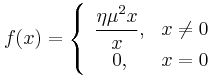 f(x) = { ημ²x / x, x ≠ 0
0, x = 0